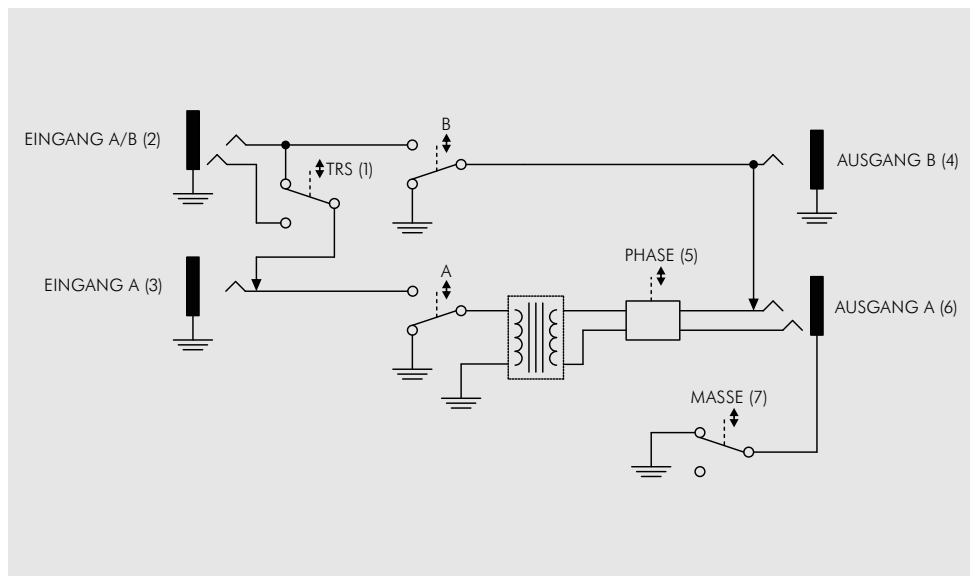 EINGANG A/B (2)
B
TRS (1)
AUSGANG B (4)
EINGANG A (3)
A
PHASE (5)
AUSGANG A (6)
MASSE (7)